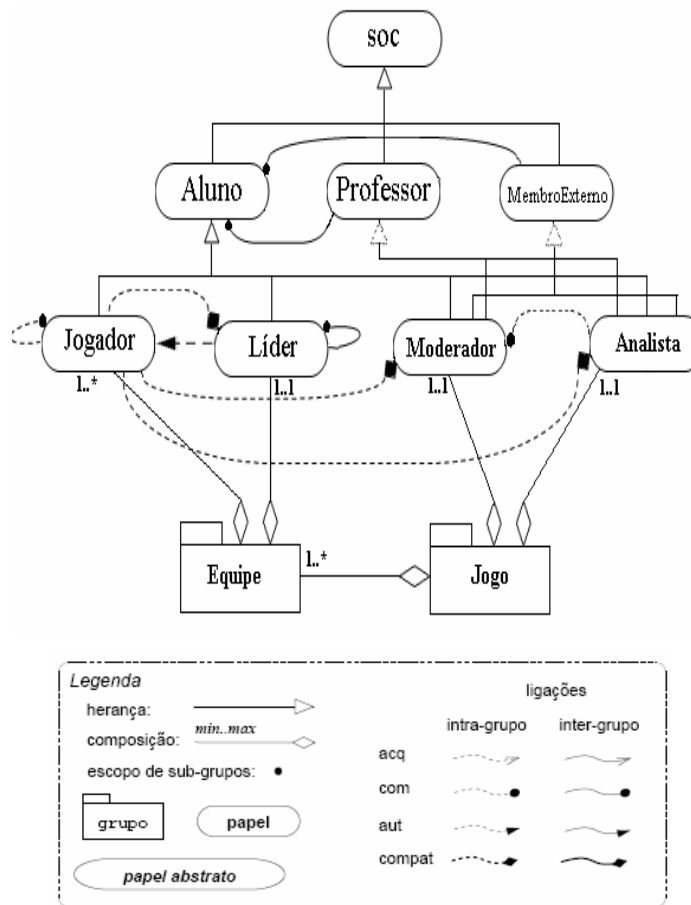 soc
Aluno
Professor
MembroExterno
Jogador
Líder
Moderador
Analista
1..*
1..1
1..1
1..1
Equipe
1..*
Jogo
Legenda
herança:
composição:
min..max
escopo de sub-grupos:
grupo
papel
papel abstrato
ligações
intra-grupo
inter-grupo
acq
com
aut
compat